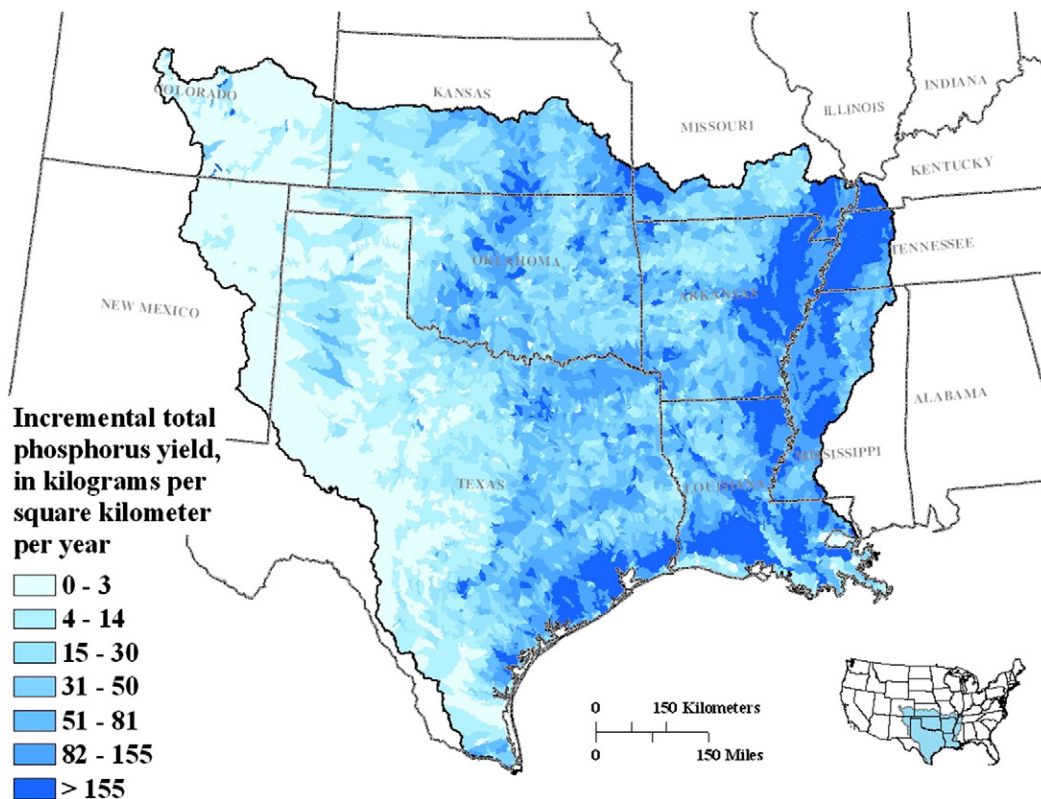 COLORADO
KANSAS
MISSOURI
ILLINOIS
INDIANA
KENTUCKY
TENNESSEE
OKLAHOMA
ARKANSAS
NEW MEXICO
ALABAMA
MISSISSIPPI
TEXAS
LOUISIANA
Incremental total
phosphorus yield,
in kilograms per
square kilometer
per year
0 - 3
4 - 14
15 - 30
31 - 50
51 - 81
82 - 155
> 155
0 150 Kilometers
0 150 Miles